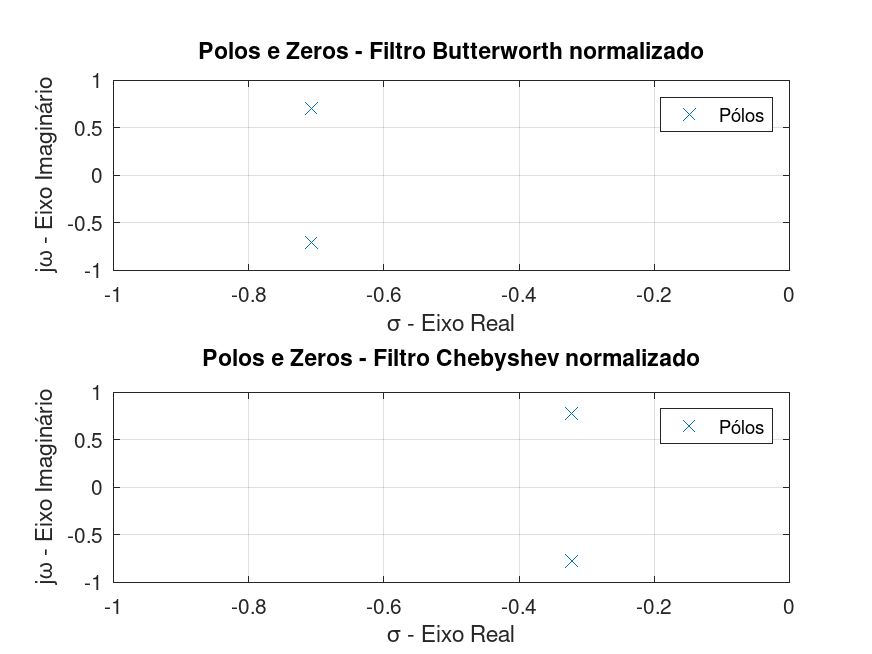 Polos e Zeros - Filtro Butterworth normalizado
jω - Eixo Imaginário
1
0.5
0
-0.5
-1
Pólos
-1 -0.8 -0.6 -0.4 -0.2 0
σ - Eixo Real
Polos e Zeros - Filtro Chebyshev normalizado
jω - Eixo Imaginário
1
0.5
0
-0.5
-1
Pólos
-1 -0.8 -0.6 -0.4 -0.2 0
σ - Eixo Real